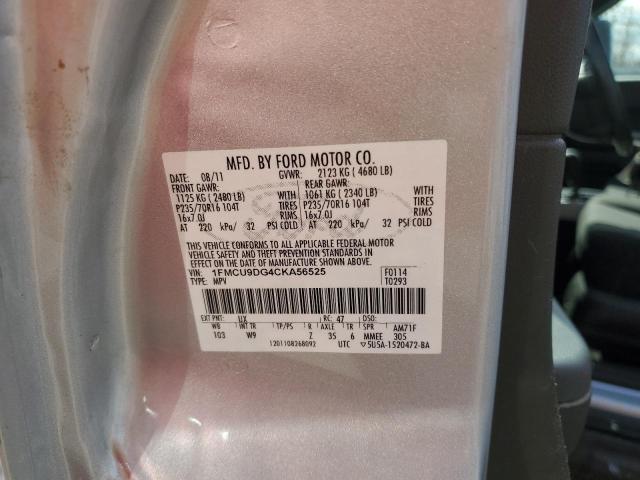 MFD. BY FORD MOTOR CO.
DATE: 08/11 GVWR: 2123 KG ( 4680 LB)
FRONT GAWR: REAR GAWR:
1125 KG ( 2480 LB) WITH 1061 KG ( 2340 LB) WITH
P235/70R16 104T TIRES P235/70R16 104T TIRES
16x7.0J RIMS 16x7.0J RIMS
AT 220 kPa/ 32 PSI COLD AT 220 kPa/ 32 PSI COLD
THIS VEHICLE CONFORMS TO ALL APPLICABLE FEDERAL MOTOR
VEHICLE SAFETY AND THEFT PREVENTION STANDARDS IN
EFFECT ON THE DATE OF MANUFACTURE SHOWN ABOVE.
VIN: 1FMCU9DG4CKA56525 F0114
TYPE: MPV T0293
EXT PNT: UX RC: 47 DSO:
WB INT TR TP/PS R AXLE TR SPR AM71F
103 W9 Z 35 6 MMEE 305
1201108268092 UTC ▽5U5A-1520472-BA